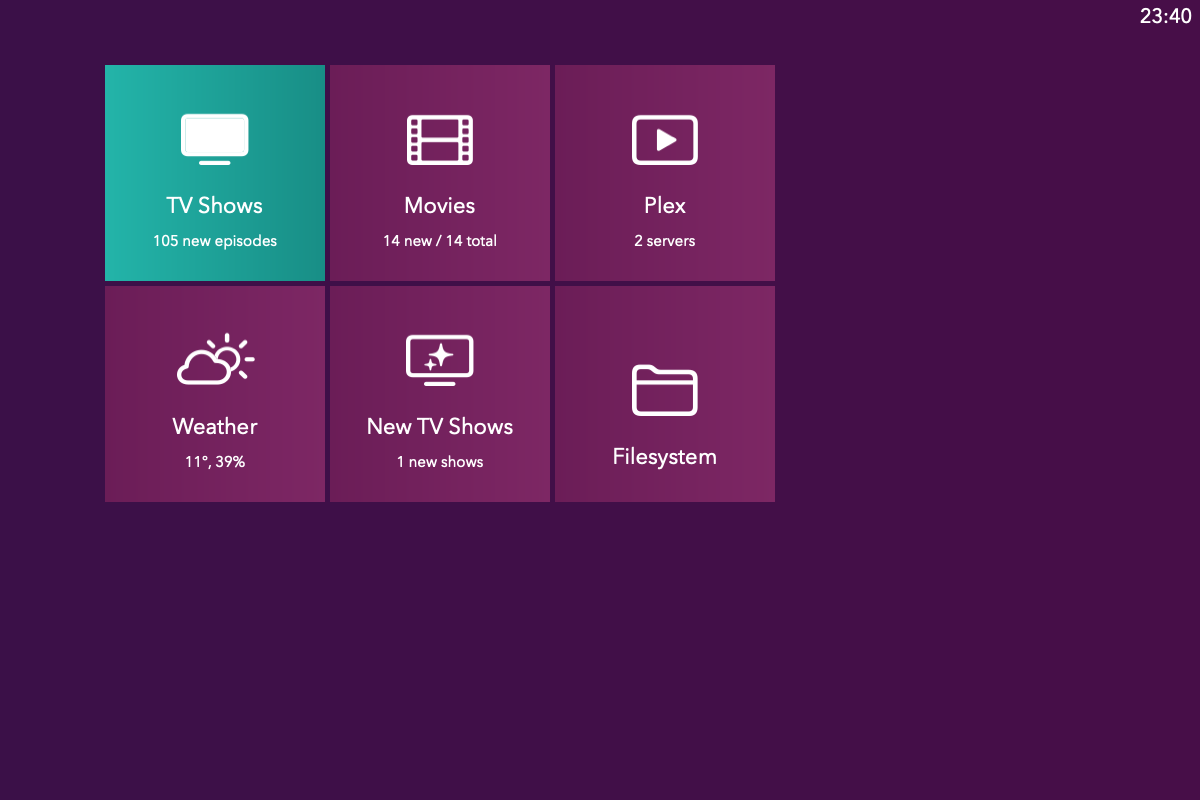 23:40
TV Shows
105 new episodes
Movies
14 new / 14 total
Plex
2 servers
Weather
11°, 39%
New TV Shows
1 new shows
Filesystem